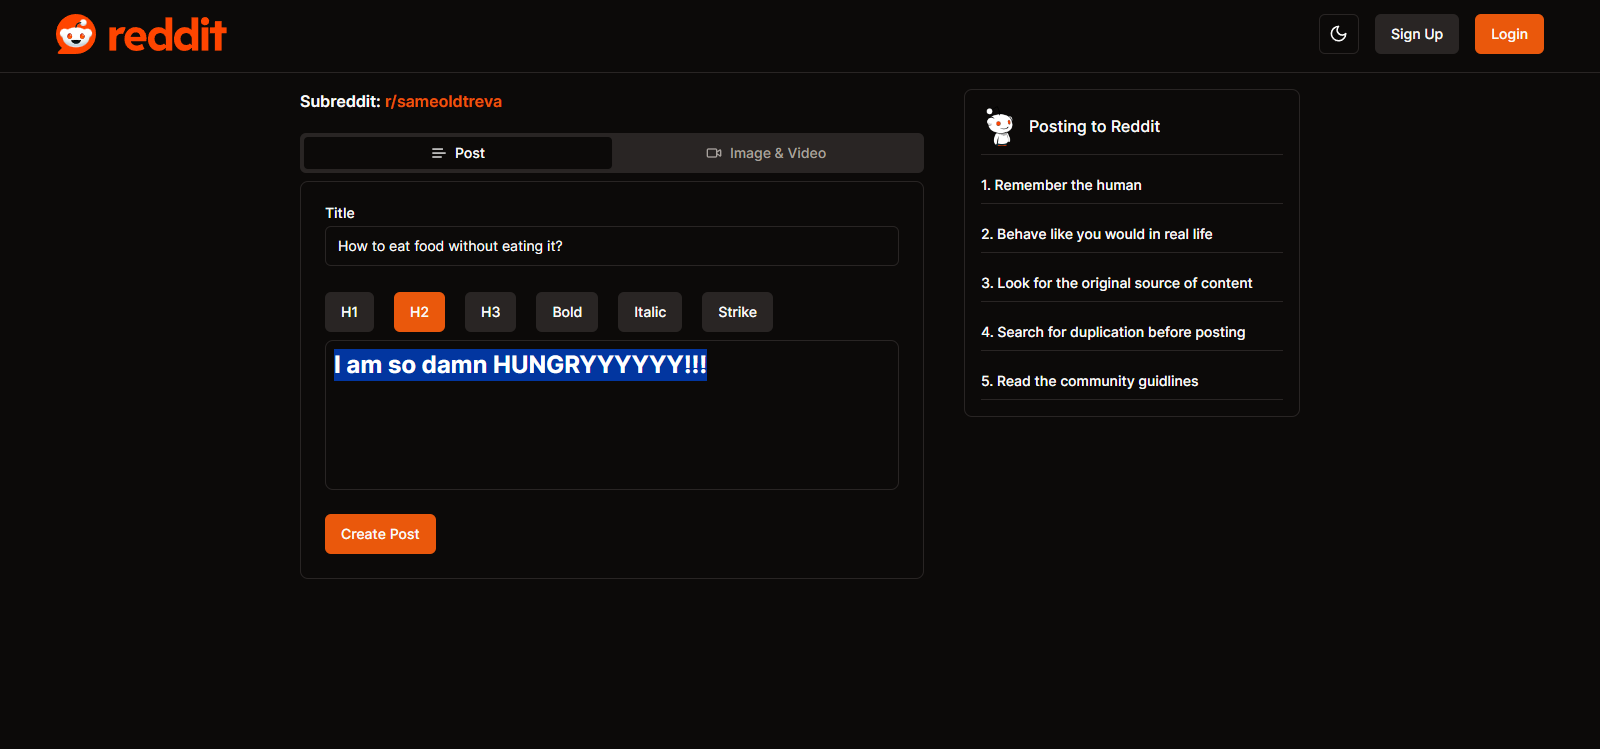 reddit
Sign Up
Login
Subreddit: r/sameoldtreva
Post
Image & Video
Title
How to eat food without eating it?
H1
H2
H3
Bold
Italic
Strike
I am so damn HUNGRYYYYYY!!!
Create Post
Posting to Reddit
1. Remember the human
2. Behave like you would in real life
3. Look for the original source of content
4. Search for duplication before posting
5. Read the community guidlines